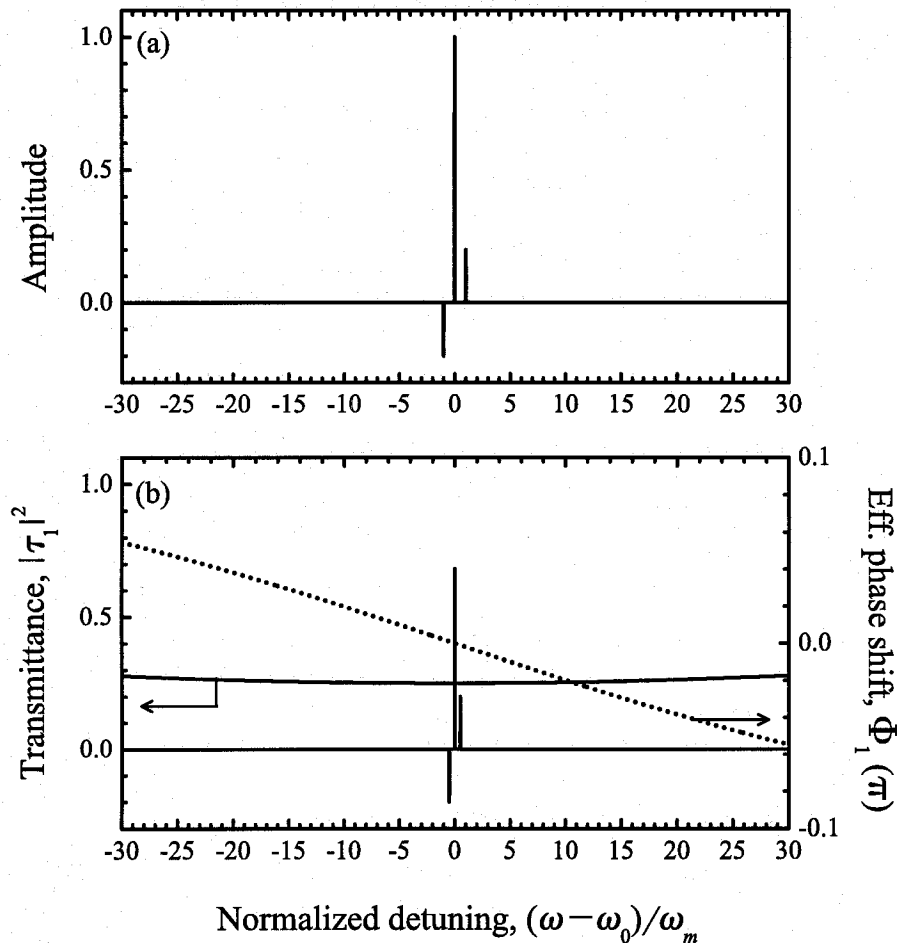 (a)
1.0
0.5
0.0
Amplitude
-30 -25 -20 -15 -10 -5 0 5 10 15 20 25 30
(b)
1.0
0.5
0.0
Transmittance, |τ₁|²
0.1
0.0
-0.1
Eff. phase shift, Φ₁ (π)
-30 -25 -20 -15 -10 -5 0 5 10 15 20 25 30
Normalized detuning, (ω−ω₀)/ωₘ